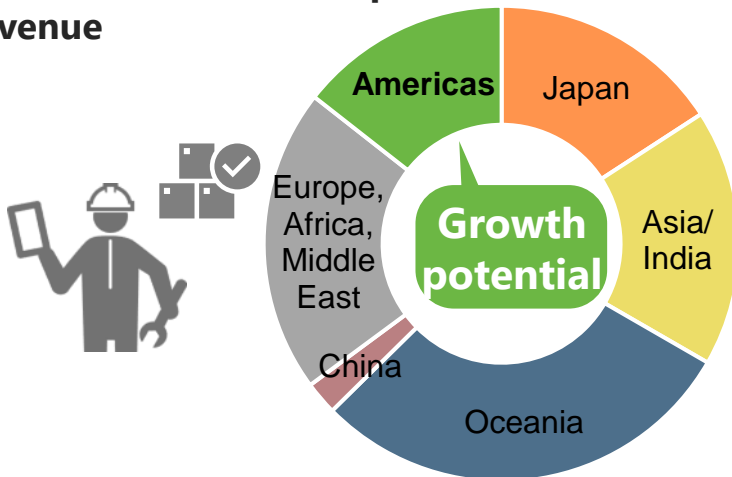 venue
Americas
Japan
Europe,
Africa,
Middle
East
Growth
potential
Asia/
India
China
Oceania